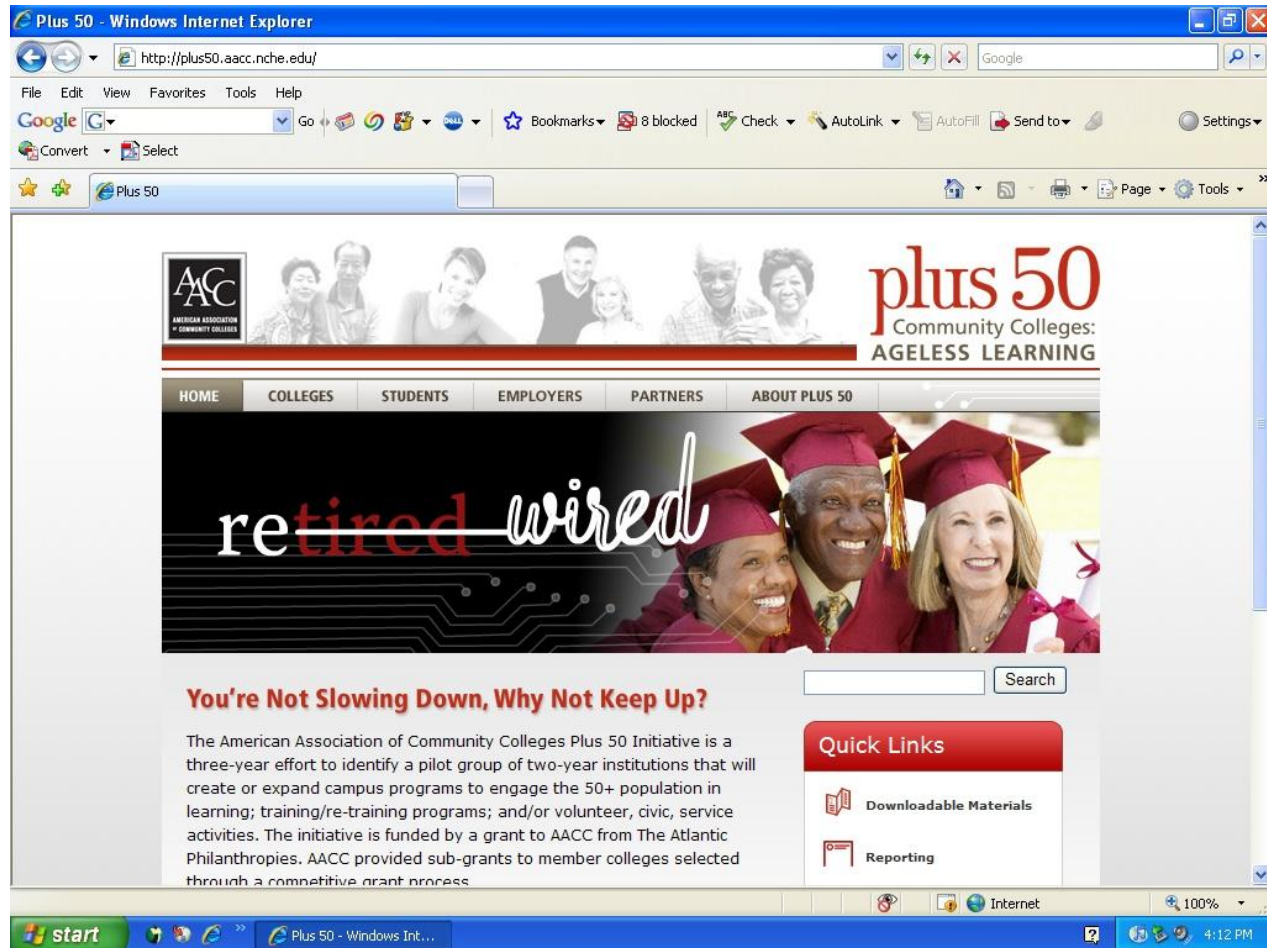 Plus 50 - Windows Internet Explorer
http://plus50.aacc.nche.edu/
Google
File Edit View Favorites Tools Help
Google G Go Bookmarks 8 blocked ABC Check AutoLink AutoFill Send to Settings
Convert Select
Plus 50
Page Tools »
AACC
AMERICAN ASSOCIATION
OF COMMUNITY COLLEGES
plus 50
Community Colleges:
AGELESS LEARNING
HOME COLLEGES STUDENTS EMPLOYERS PARTNERS ABOUT PLUS 50
retired wired
Search
You're Not Slowing Down, Why Not Keep Up?
The American Association of Community Colleges Plus 50 Initiative is a
three-year effort to identify a pilot group of two-year institutions that will
create or expand campus programs to engage the 50+ population in
learning; training/re-training programs; and/or volunteer, civic, service
activities. The initiative is funded by a grant to AACC from The Atlantic
Philanthropies. AACC provided sub-grants to member colleges selected
through a competitive grant process
Quick Links
Downloadable Materials
Reporting
Internet 100%
start » Plus 50 - Windows Int... ? 4:12 PM